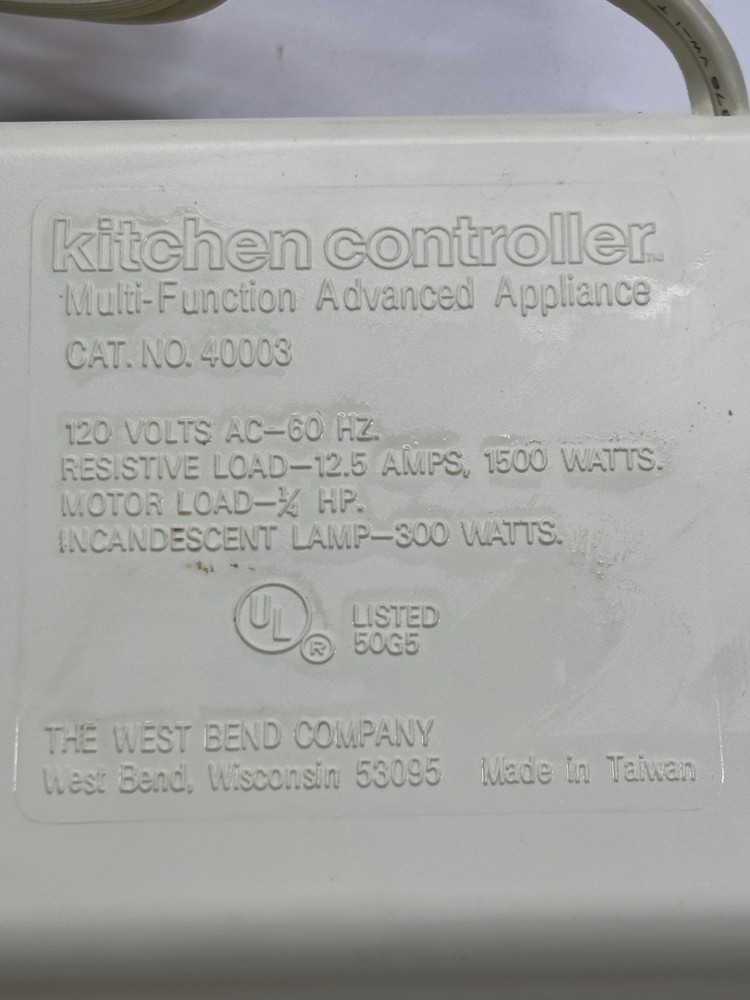 kitchen controller™
Multi-Function Advanced Appliance
CAT. NO. 40003
120 VOLTS AC-60 HZ.
RESISTIVE LOAD-12.5 AMPS, 1500 WATTS.
MOTOR LOAD-¼ HP.
INCANDESCENT LAMP-300 WATTS.
UL® LISTED
50G5
THE WEST BEND COMPANY
West Bend, Wisconsin 53095 Made in Taiwan